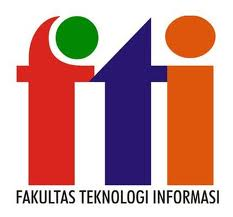 fti
FAKULTAS TEKNOLOGI INFORMASI